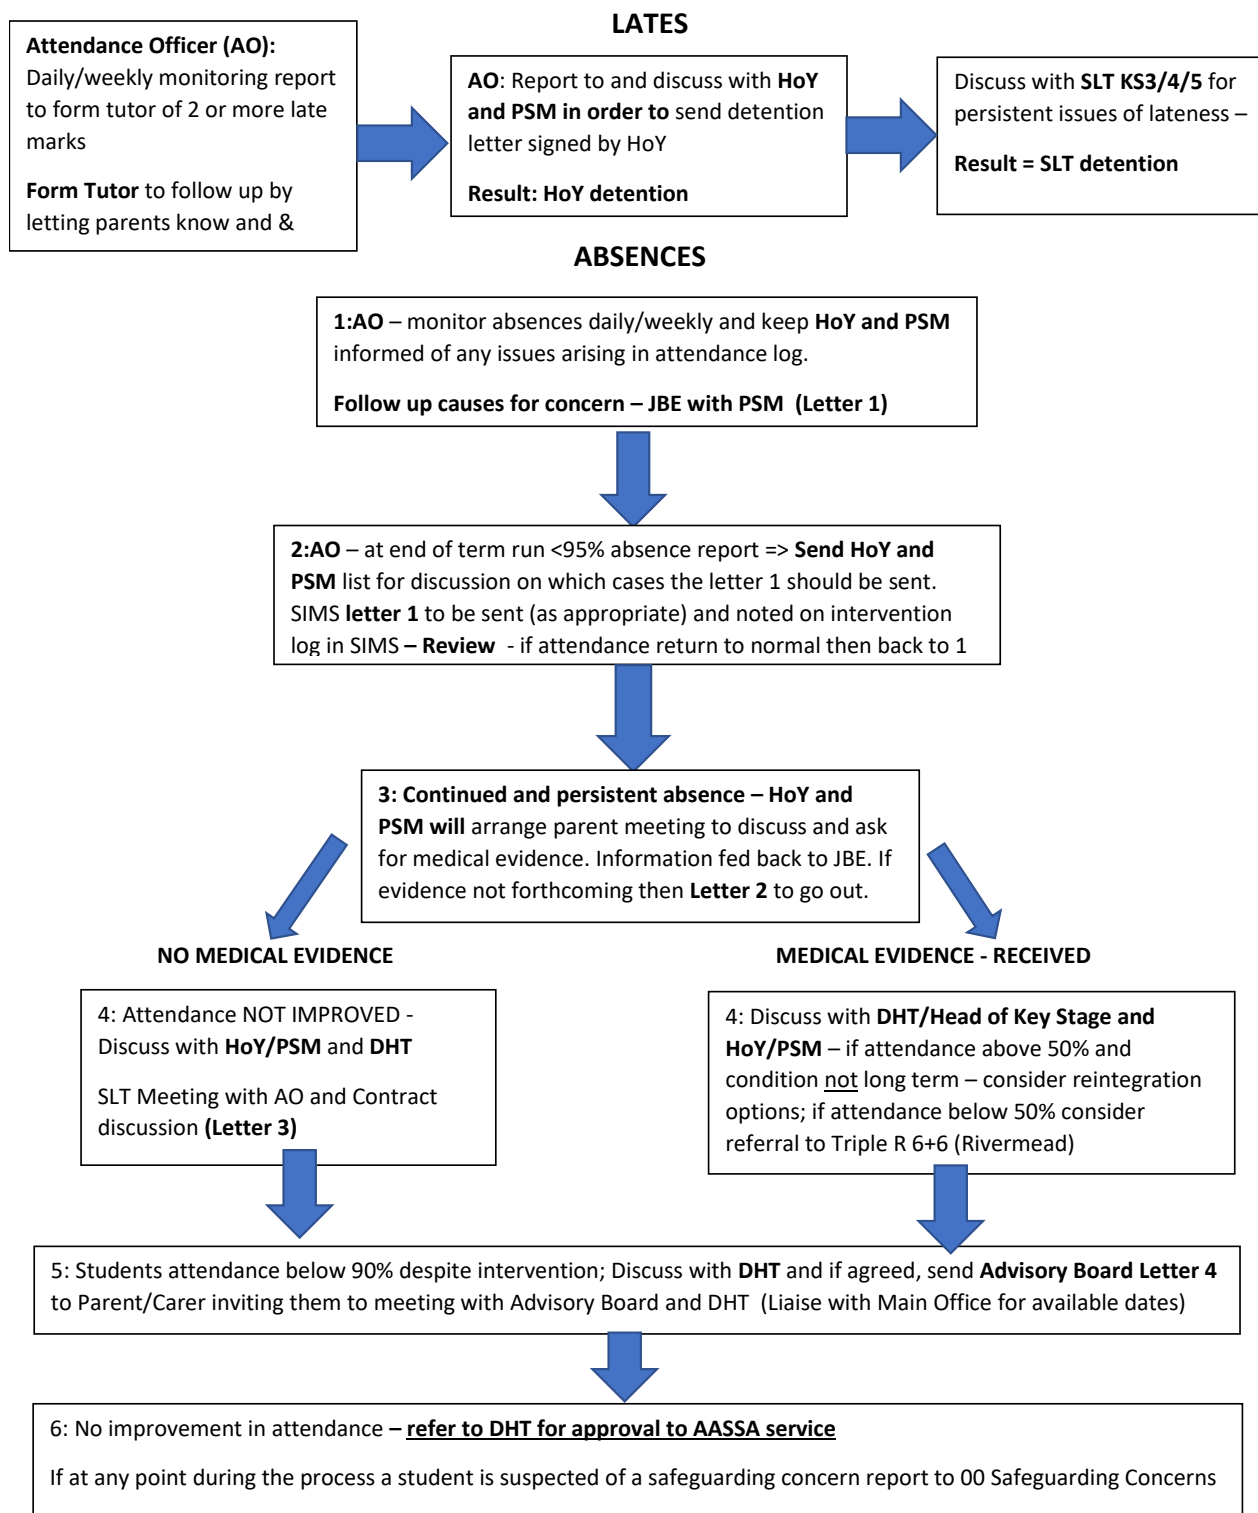 LATES
Attendance Officer (AO):
Daily/weekly monitoring report
to form tutor of 2 or more late
marks
Form Tutor to follow up by
letting parents know and &
AO: Report to and discuss with HoY
and PSM in order to send detention
letter signed by HoY
Result: HoY detention
Discuss with SLT KS3/4/5 for
persistent issues of lateness –
Result = SLT detention
ABSENCES
1:AO – monitor absences daily/weekly and keep HoY and PSM
informed of any issues arising in attendance log.
Follow up causes for concern – JBE with PSM (Letter 1)
2:AO – at end of term run <95% absence report => Send HoY and
PSM list for discussion on which cases the letter 1 should be sent.
SIMS letter 1 to be sent (as appropriate) and noted on intervention
log in SIMS – Review - if attendance return to normal then back to 1
3: Continued and persistent absence – HoY and
PSM will arrange parent meeting to discuss and ask
for medical evidence. Information fed back to JBE. If
evidence not forthcoming then Letter 2 to go out.
NO MEDICAL EVIDENCE
4: Attendance NOT IMPROVED -
Discuss with HoY/PSM and DHT
SLT Meeting with AO and Contract
discussion (Letter 3)
MEDICAL EVIDENCE - RECEIVED
4: Discuss with DHT/Head of Key Stage and
HoY/PSM – if attendance above 50% and
condition not long term – consider reintegration
options; if attendance below 50% consider
referral to Triple R 6+6 (Rivermead)
5: Students attendance below 90% despite intervention; Discuss with DHT and if agreed, send Advisory Board Letter 4
to Parent/Carer inviting them to meeting with Advisory Board and DHT (Liaise with Main Office for available dates)
6: No improvement in attendance – refer to DHT for approval to AASSA service
If at any point during the process a student is suspected of a safeguarding concern report to 00 Safeguarding Concerns